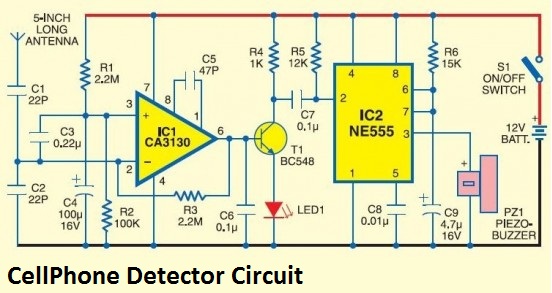 5-INCH
LONG
ANTENNA
C1
22P
C2
22P
C3
0.22µ
R1
2.2M
C4
100µ
16V
R2
100K
7
3
2
4
8
1
6
C5
47P
IC1
CA3130
R3
2.2M
C6
0.1µ
R4
1K
R5
12K
C7
0.1µ
T1
BC548
LED1
4
8
2
6
7
3
1
5
IC2
NE555
C8
0.01µ
R6
15K
C9
4,7µ
16V
S1
ON/OFF
SWITCH
12V
BATT.
PZ1
PIEZO-
BUZZER
CellPhone Detector Circuit